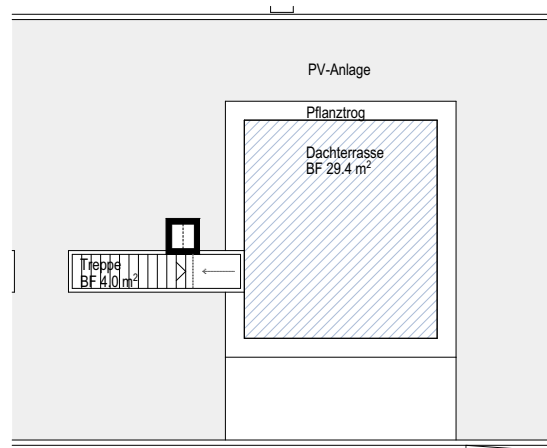 PV-Anlage
Pflanztrog
Dachterrasse
BF 29.4 m²
Treppe
BF 4.0 m²